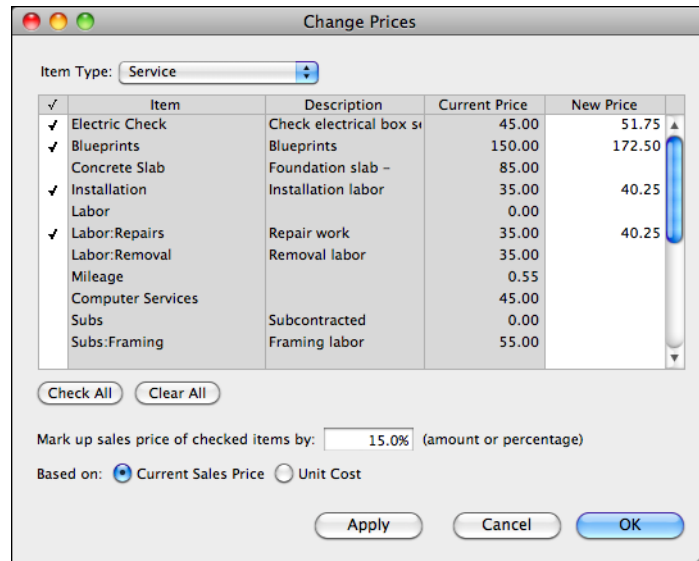 Change Prices
Item Type: Service
✓ Item Description Current Price New Price
✓ Electric Check Check electrical box se 45.00 51.75
✓ Blueprints Blueprints 150.00 172.50
Concrete Slab Foundation slab – 85.00
✓ Installation Installation labor 35.00 40.25
Labor 0.00
✓ Labor:Repairs Repair work 35.00 40.25
Labor:Removal Removal labor 35.00
Mileage 0.55
Computer Services 45.00
Subs Subcontracted 0.00
Subs:Framing Framing labor 55.00
Check All Clear All
Mark up sales price of checked items by: 15.0% (amount or percentage)
Based on: Current Sales Price Unit Cost
Apply Cancel OK